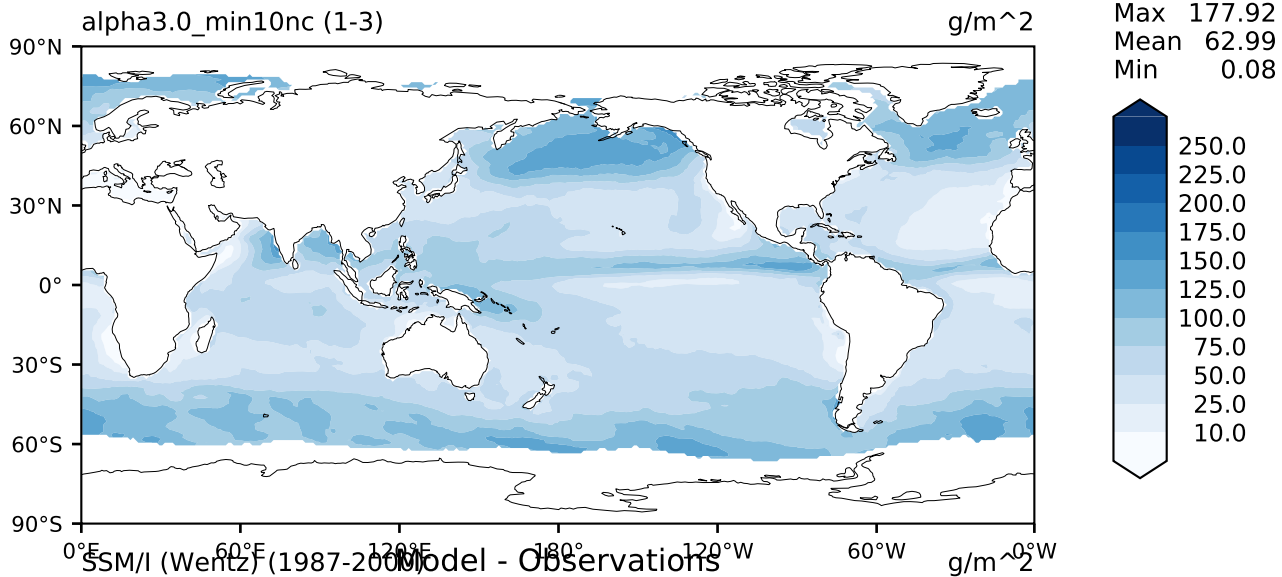 alpha3.0_min10nc (1-3) g/m^2
Max 177.92
Mean 62.99
Min 0.08
90°N
60°N
30°N
0°
30°S
60°S
90°S
250.0
225.0
200.0
175.0
150.0
125.0
100.0
75.0
50.0
25.0
10.0
0°E 60°E 120°E 180° 120°W 60°W 0°W
SSM/I (Wentz) (1987-2000) Model - Observations g/m^2